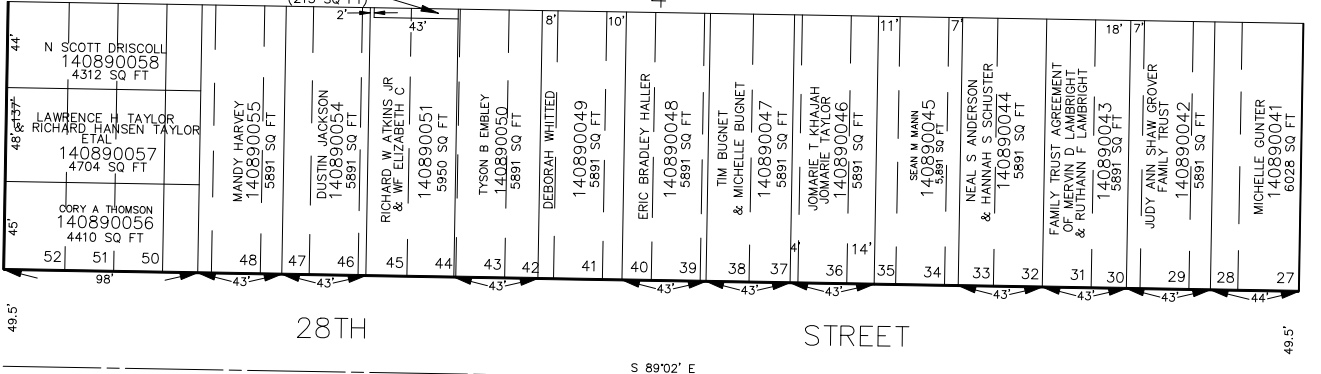 (215 SQ FT)
2'
43'
8'
10'
11'
7'
18'
7'
44'
N SCOTT DRISCOLL
140890058
4312 SQ FT
48'
137'
LAWRENCE H TAYLOR
& RICHARD HANSEN TAYLOR
ETAL
140890057
4704 SQ FT
45'
CORY A THOMSON
140890056
4410 SQ FT
MANDY HARVEY
140890055
5891 SQ FT
DUSTIN JACKSON
140890054
5891 SQ FT
RICHARD W ATKINS JR
& WF ELIZABETH C
140890051
5950 SQ FT
TYSON B EMBLEY
140890050
5891 SQ FT
DEBORAH WHITTED
140890049
5891 SQ FT
ERIC BRADLEY HALLER
140890048
5891 SQ FT
TIM BUGNET
& MICHELLE BUGNET
140890047
5891 SQ FT
JOMARIE T KHAJAH
JOMARIE TAYLOR
140890046
5891 SQ FT
SEAN M MANN
140890045
5,891 SQ FT
NEAL S ANDERSON
& HANNAH S SCHUSTER
140890044
5891 SQ FT
FAMILY TRUST AGREEMENT
OF MERVIN D LAMBRIGHT
& RUTHANN F LAMBRIGHT
140890043
5891 SQ FT
JUDY ANN SHAW GROVER
FAMILY TRUST
140890042
5891 SQ FT
MICHELLE GUNTER
140890041
6028 SQ FT
4'
14'
52 51 50 48 47 46 45 44 43 42 41 40 39 38 37 36 35 34 33 32 31 30 29 28 27
98' 43' 43' 43' 43' 43' 43' 43' 43' 43' 44'
49.5'
28TH STREET
49.5'
S 89°02' E